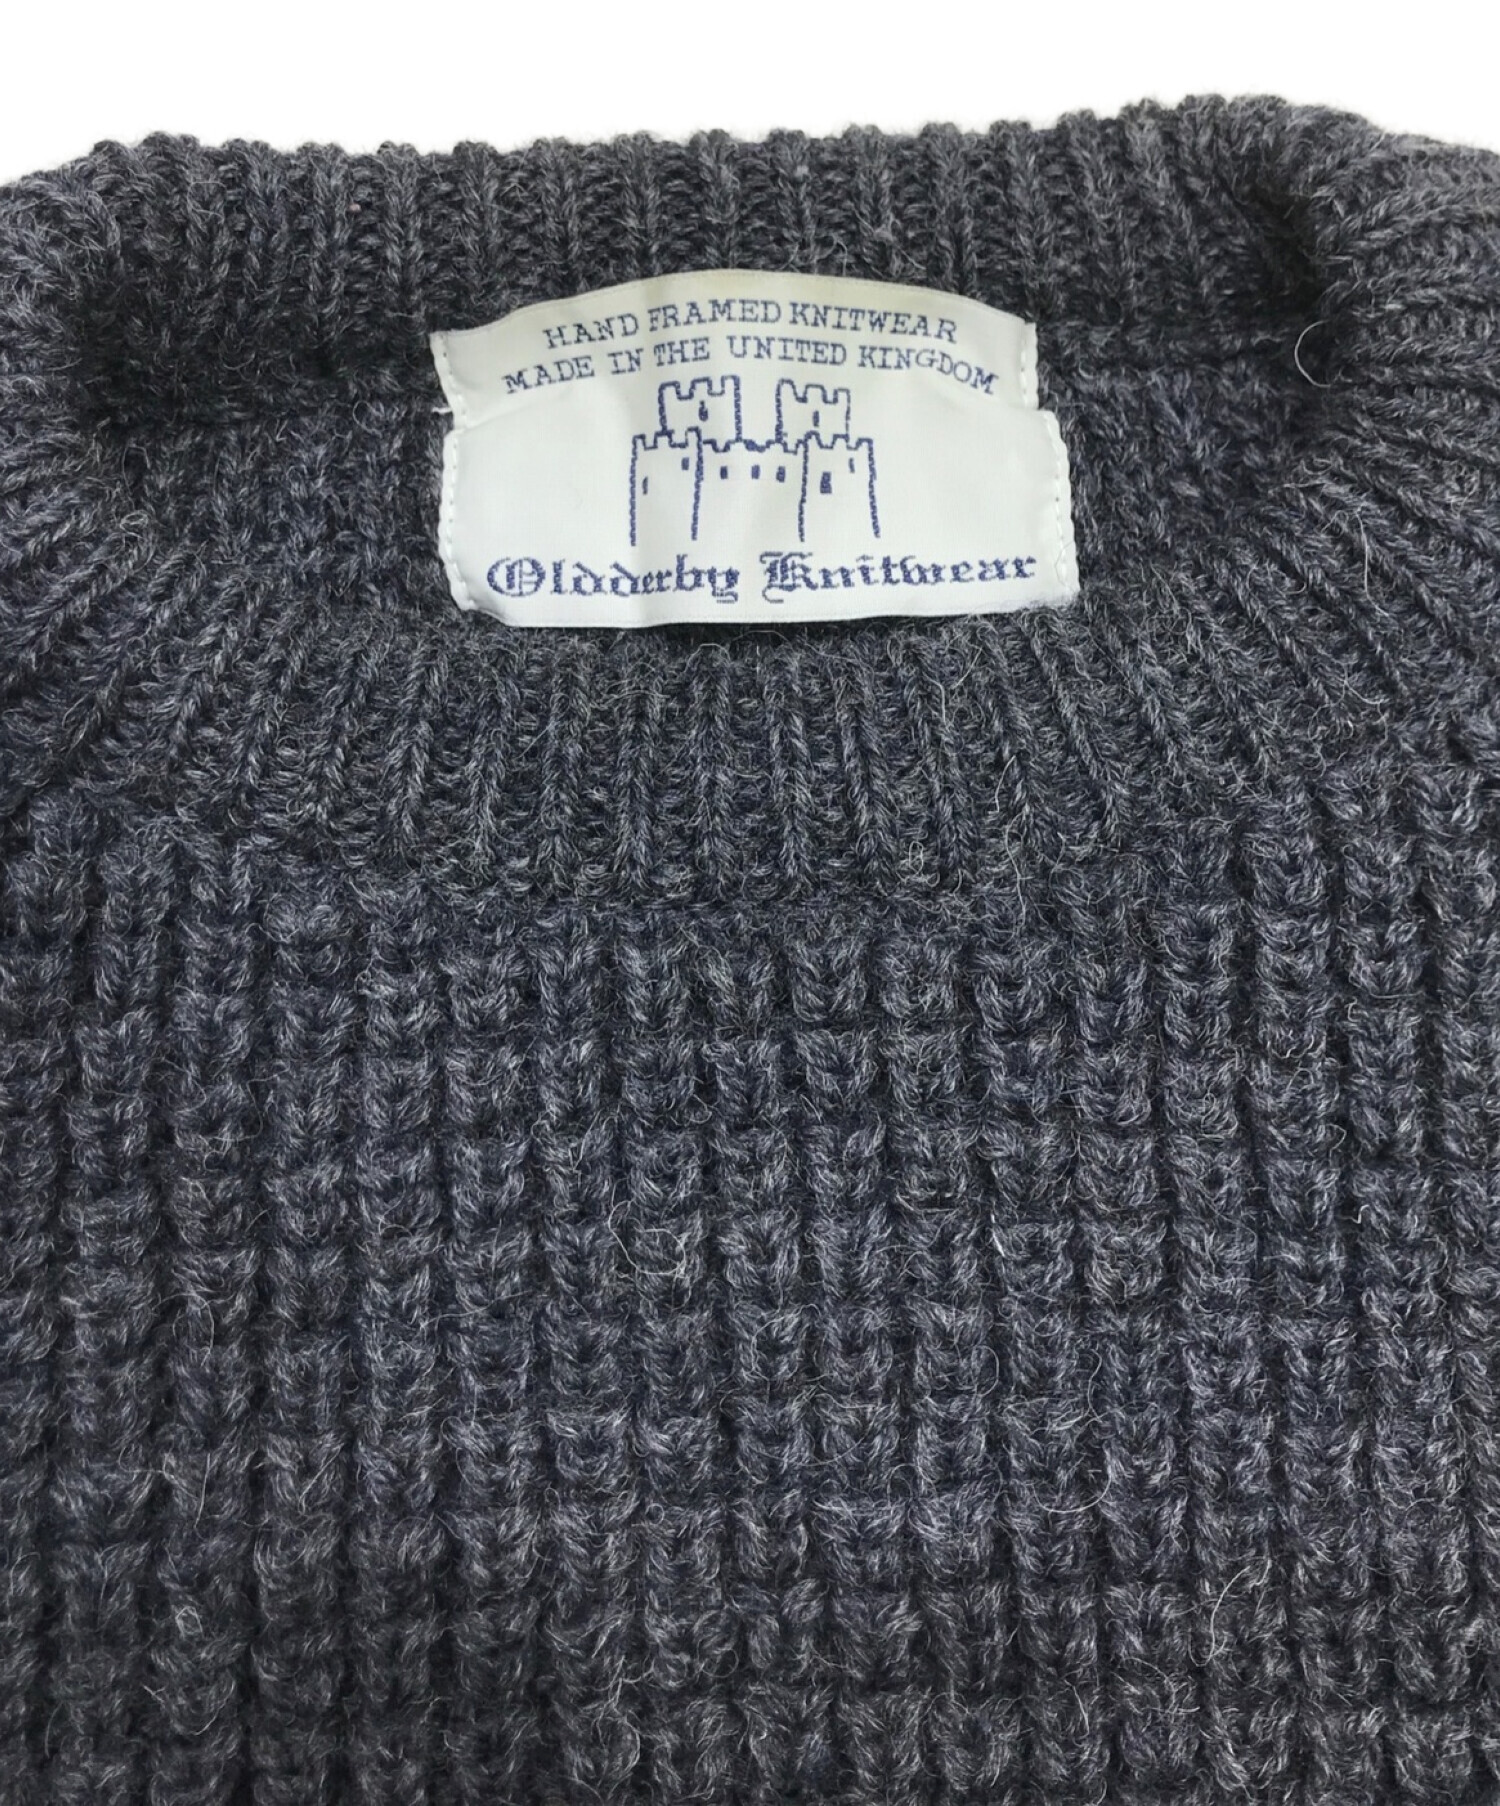 HAND FRAMED KNITWEAR
MADE IN THE UNITED KINGDOM
Oldderby Knitwear